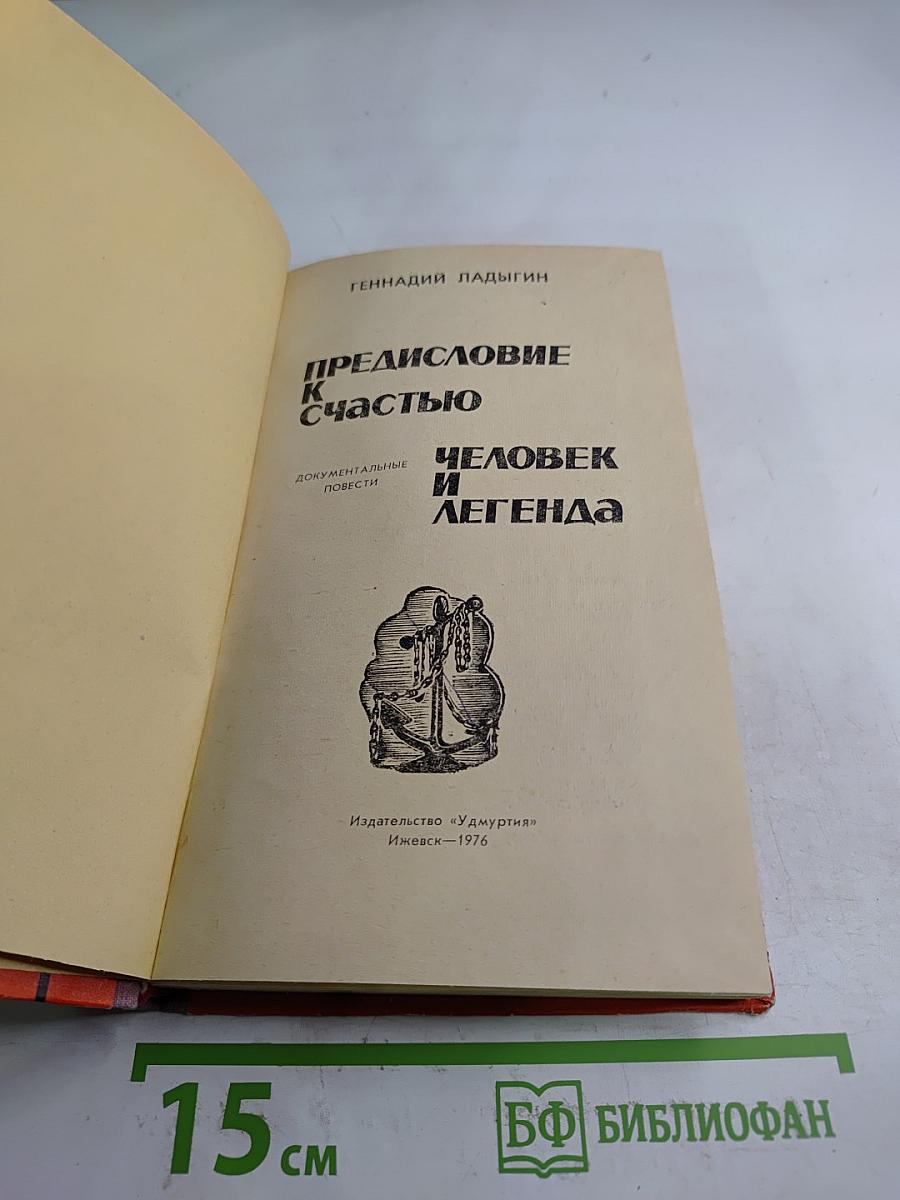 ГЕННАДИЙ ЛАДЫГИН
ПРЕДИСЛОВИЕ
К
СЧАСТЬЮ
ДОКУМЕНТАЛЬНЫЕ
ПОВЕСТИ
ЧЕЛОВЕК
И
ЛЕГЕНДА
Издательство «Удмуртия»
Ижевск—1976
15 см
БФ БИБЛИОФАН